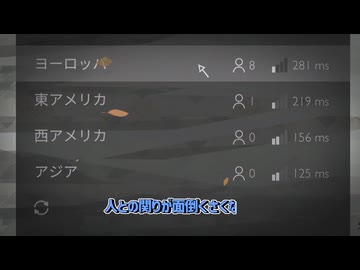 ヨーロッパ 8 281 ms
東アメリカ 1 219 ms
西アメリカ 0 156 ms
アジア 0 125 ms
人との関りが面倒くさくな